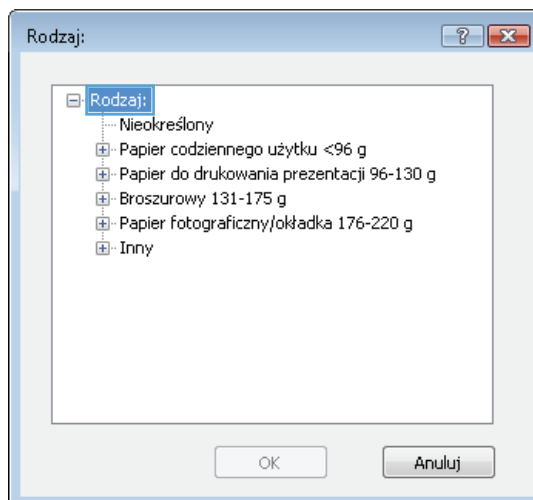 Rodzaj:
Rodzaj:
Nieokreślony
Papier codziennego użytku <96 g
Papier do drukowania prezentacji 96-130 g
Broszurowy 131-175 g
Papier fotograficzny/okładka 176-220 g
Inny
OK Anuluj